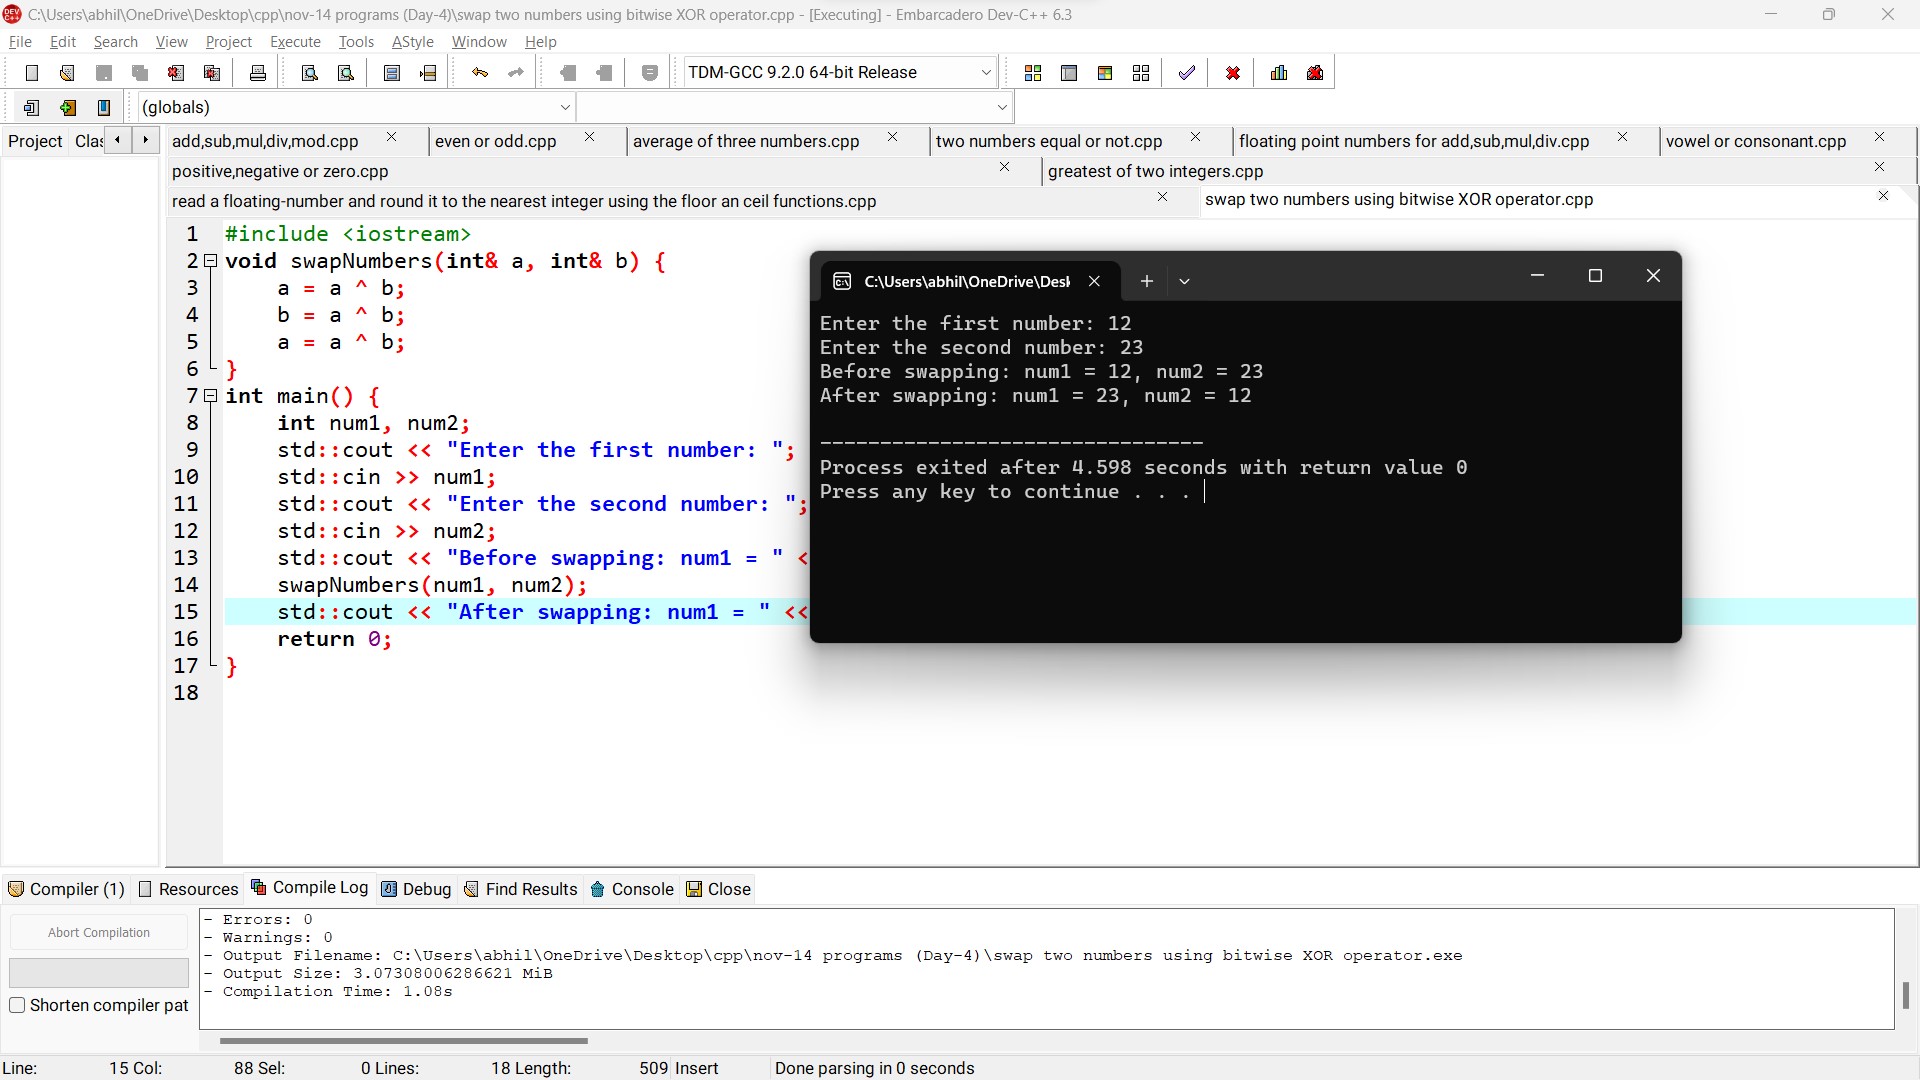 C:\Users\abhil\OneDrive\Desktop\cpp\nov-14 programs (Day-4)\swap two numbers using bitwise XOR operator.cpp - [Executing] - Embarcadero Dev-C++ 6.3
File Edit Search View Project Execute Tools AStyle Window Help
TDM-GCC 9.2.0 64-bit Release
(globals)
Project Clas
add,sub,mul,div,mod.cpp even or odd.cpp average of three numbers.cpp two numbers equal or not.cpp floating point numbers for add,sub,mul,div.cpp vowel or consonant.cpp
positive,negative or zero.cpp greatest of two integers.cpp
read a floating-number and round it to the nearest integer using the floor an ceil functions.cpp swap two numbers using bitwise XOR operator.cpp
1 #include <iostream>
2 void swapNumbers(int& a, int& b) {
3 a = a ^ b;
4 b = a ^ b;
5 a = a ^ b;
6 }
7 int main() {
8 int num1, num2;
9 std::cout << "Enter the first number: ";
10 std::cin >> num1;
11 std::cout << "Enter the second number: ";
12 std::cin >> num2;
13 std::cout << "Before swapping: num1 = " <
14 swapNumbers(num1, num2);
15 std::cout << "After swapping: num1 = " <<
16 return 0;
17 }
18
C:\Users\abhil\OneDrive\Desk
Enter the first number: 12
Enter the second number: 23
Before swapping: num1 = 12, num2 = 23
After swapping: num1 = 23, num2 = 12
--------------------------------
Process exited after 4.598 seconds with return value 0
Press any key to continue . . .
Compiler (1) Resources Compile Log Debug Find Results Console Close
Abort Compilation
Shorten compiler pat
- Errors: 0
- Warnings: 0
- Output Filename: C:\Users\abhil\OneDrive\Desktop\cpp\nov-14 programs (Day-4)\swap two numbers using bitwise XOR operator.exe
- Output Size: 3.07308006286621 MiB
- Compilation Time: 1.08s
Line: 15 Col: 88 Sel: 0 Lines: 18 Length: 509 Insert Done parsing in 0 seconds